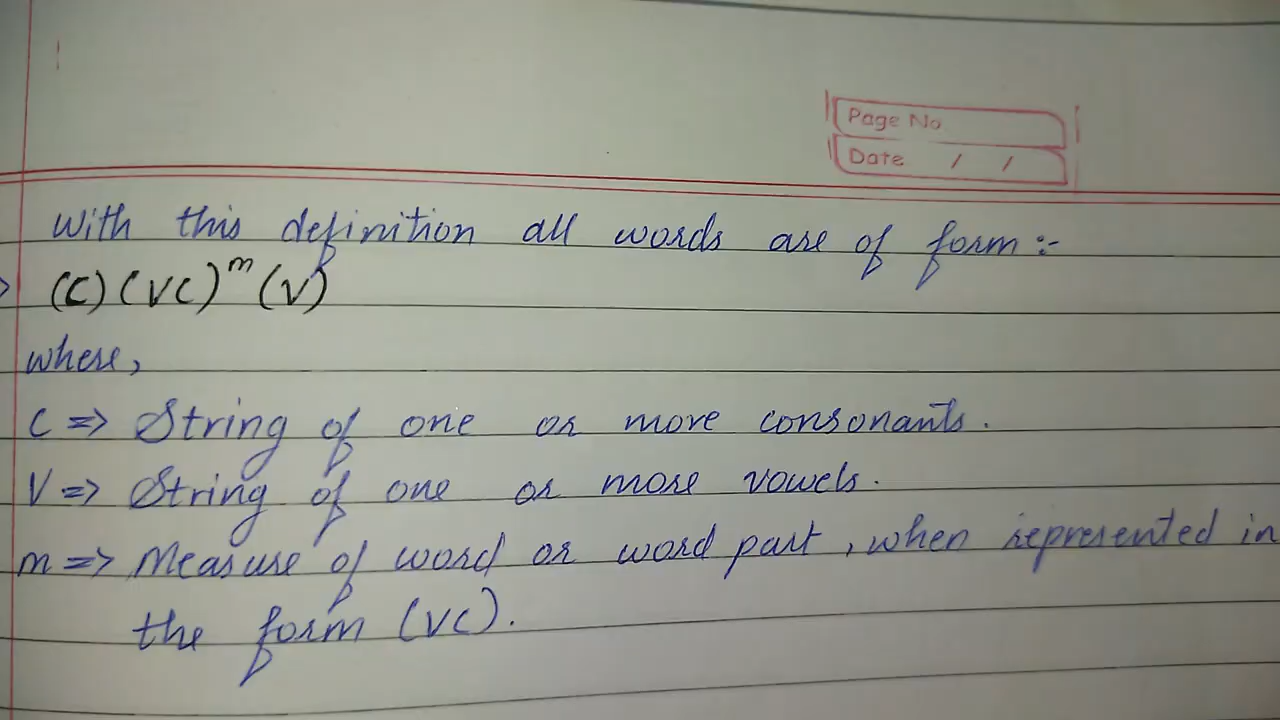 Page No.
Date / /
With this definition all words are of form:-
(C) (VC)^m (V)
where,
C => String of one or more consonants.
V => String of one or more vowels.
m => Measure of word or word part, when represented in
the form (VC).